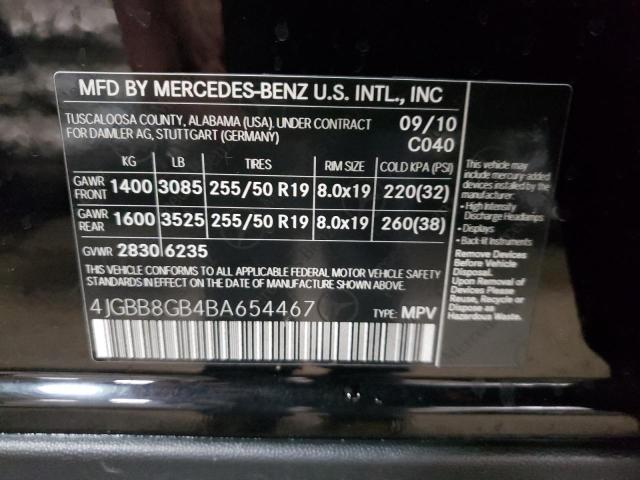 MFD BY MERCEDES-BENZ U.S. INTL., INC
TUSCALOOSA COUNTY, ALABAMA (USA), UNDER CONTRACT
FOR DAIMLER AG, STUTTGART (GERMANY)
09/10
C040
KG LB TIRES RIM SIZE COLD KPA (PSI)
GAWR
FRONT 1400 3085 255/50 R19 8.0x19 220(32)
GAWR
REAR 1600 3525 255/50 R19 8.0x19 260(38)
GVWR 2830 6235
THIS VEHICLE CONFORMS TO ALL APPLICABLE FEDERAL MOTOR VEHICLE SAFETY
STANDARDS IN EFFECT ON THE DATE OF MANUFACTURE SHOWN ABOVE.
4JGBB8GB4BA654467 TYPE: MPV
This vehicle may
include mercury-added
devices installed by the
manufacturer:
• High Intensity
Discharge Headlamps
• Displays
• Back-lit Instruments
Remove Devices
Before Vehicle
Disposal.
Upon Removal of
Devices Please
Reuse, Recycle or
Dispose as
Hazardous Waste.